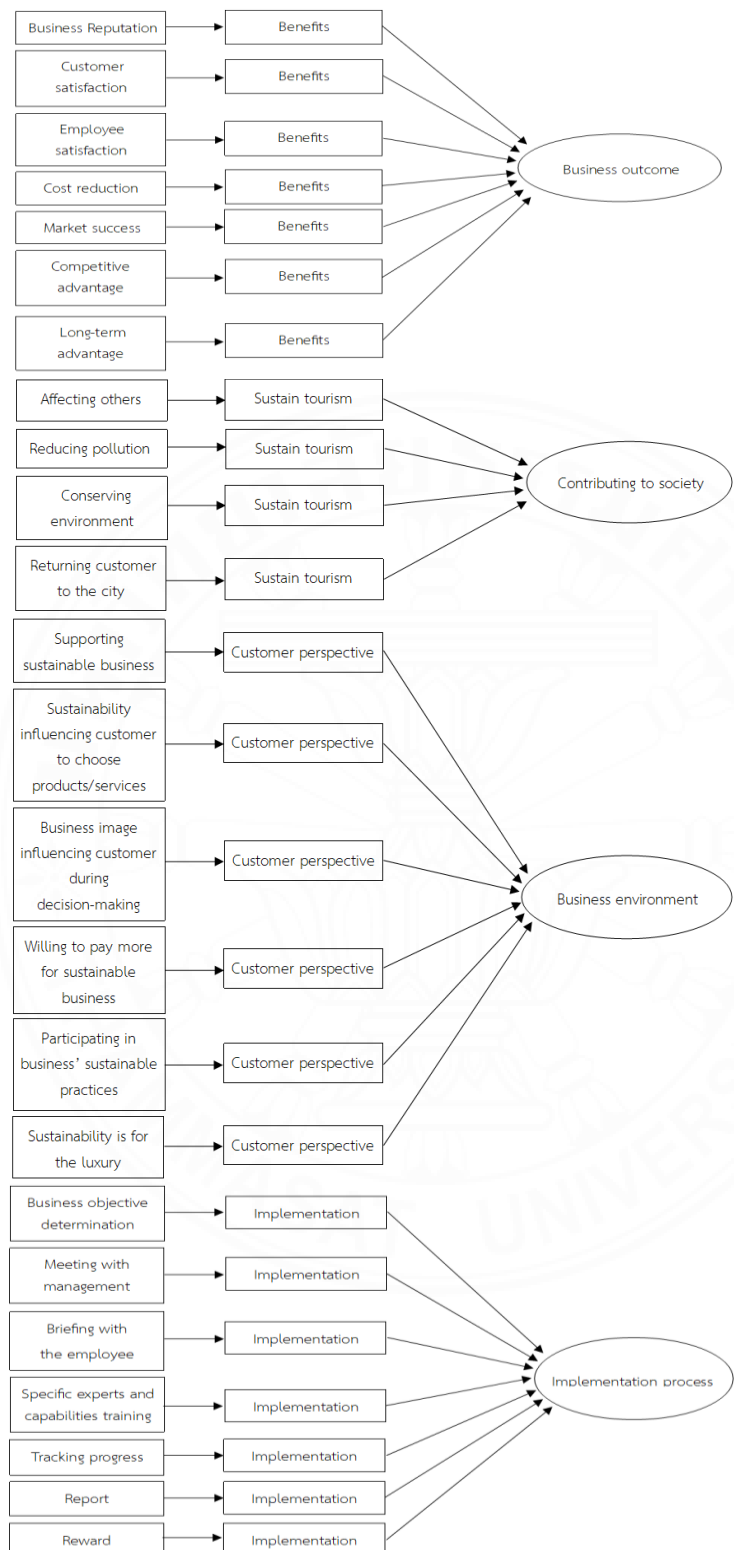 Business Reputation
Benefits
Customer
satisfaction
Benefits
Employee
satisfaction
Benefits
Business outcome
Cost reduction
Benefits
Market success
Benefits
Competitive
advantage
Benefits
Long-term
advantage
Benefits
Affecting others
Sustain tourism
Reducing pollution
Sustain tourism
Contributing to society
Conserving
environment
Sustain tourism
Returning customer
to the city
Sustain tourism
Supporting
sustainable business
Customer perspective
Sustainability
influencing customer
to choose
products/services
Customer perspective
Business image
influencing customer
during
decision-making
Customer perspective
Business environment
Willing to pay more
for sustainable
business
Customer perspective
Participating in
business’ sustainable
practices
Customer perspective
Sustainability is for
the luxury
Customer perspective
Business objective
determination
Implementation
Meeting with
management
Implementation
Briefing with
the employee
Implementation
Implementation process
Specific experts and
capabilities training
Implementation
Tracking progress
Implementation
Report
Implementation
Reward
Implementation